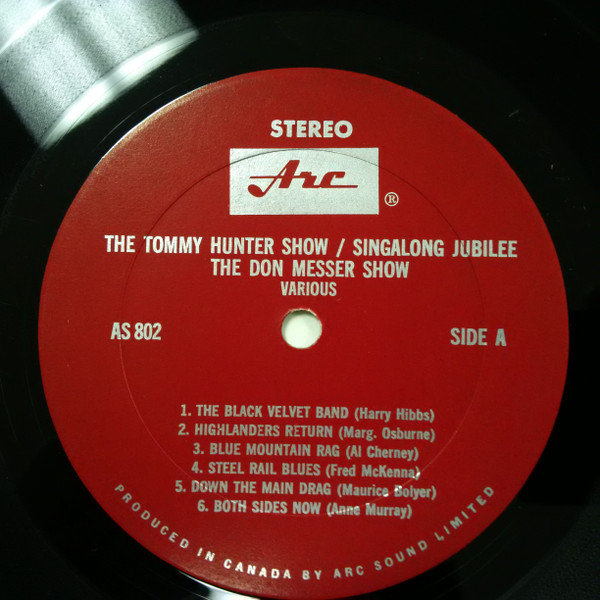 STEREO
Arc ®
THE TOMMY HUNTER SHOW / SINGALONG JUBILEE
THE DON MESSER SHOW
VARIOUS
AS 802
SIDE A
1. THE BLACK VELVET BAND (Harry Hibbs)
2. HIGHLANDERS RETURN (Marg. Osburne)
3. BLUE MOUNTAIN RAG (Al Cherney)
4. STEEL RAIL BLUES (Fred McKenna)
5. DOWN THE MAIN DRAG (Maurice Bolyer)
6. BOTH SIDES NOW (Anne Murray)
PRODUCED IN CANADA BY ARC SOUND LIMITED